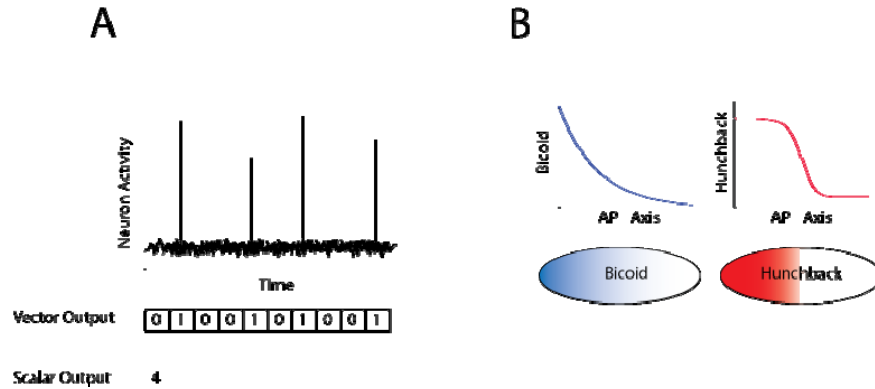 A
Neuron Activity
Time
Vector Output 0 1 0 0 1 0 1 0 0 1
Scalar Output 4
B
Bicoid
AP Axis
Hunchback
AP Axis
Bicoid
Hunchback